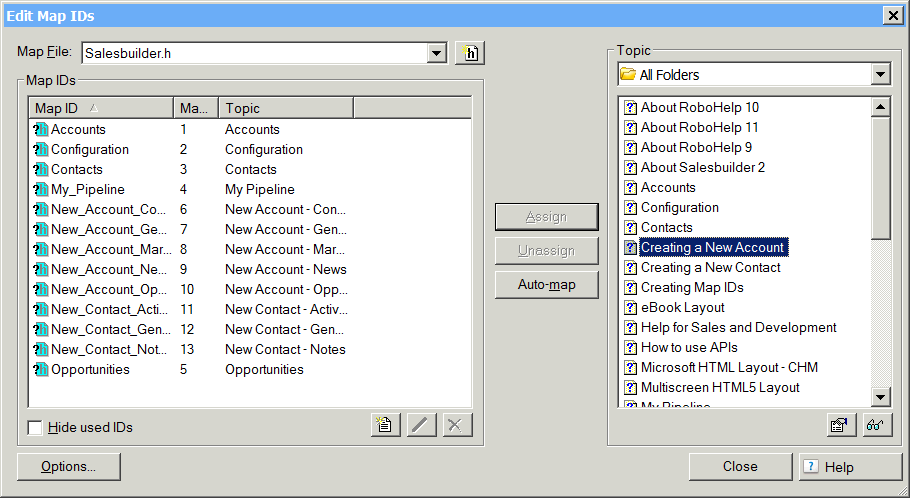 Edit Map IDs
Map File: Salesbuilder.h
Map IDs
Map ID Ma... Topic
Accounts 1 Accounts
Configuration 2 Configuration
Contacts 3 Contacts
My_Pipeline 4 My Pipeline
New_Account_Co... 6 New Account - Con...
New_Account_Ge... 7 New Account - Gen...
New_Account_Mar... 8 New Account - Mar...
New_Account_Ne... 9 New Account - News
New_Account_Op... 10 New Account - Opp...
New_Contact_Acti... 11 New Contact - Activ...
New_Contact_Gen... 12 New Contact - Gen...
New_Contact_Not... 13 New Contact - Notes
Opportunities 5 Opportunities
Hide used IDs
Options...
Assign
Unassign
Auto-map
Topic
All Folders
About RoboHelp 10
About RoboHelp 11
About RoboHelp 9
About Salesbuilder 2
Accounts
Configuration
Contacts
Creating a New Account
Creating a New Contact
Creating Map IDs
eBook Layout
Help for Sales and Development
How to use APIs
Microsoft HTML Layout - CHM
Multiscreen HTML5 Layout
My Pipeline
Close
Help